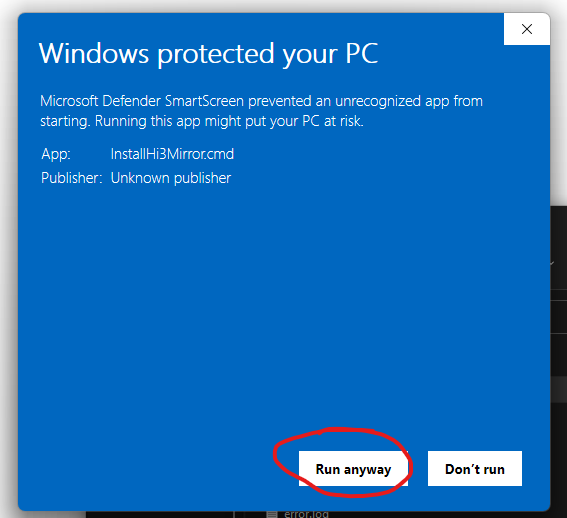 Windows protected your PC
Microsoft Defender SmartScreen prevented an unrecognized app from
starting. Running this app might put your PC at risk.
App: InstallHi3Mirror.cmd
Publisher: Unknown publisher
Run anyway Don't run
error.log